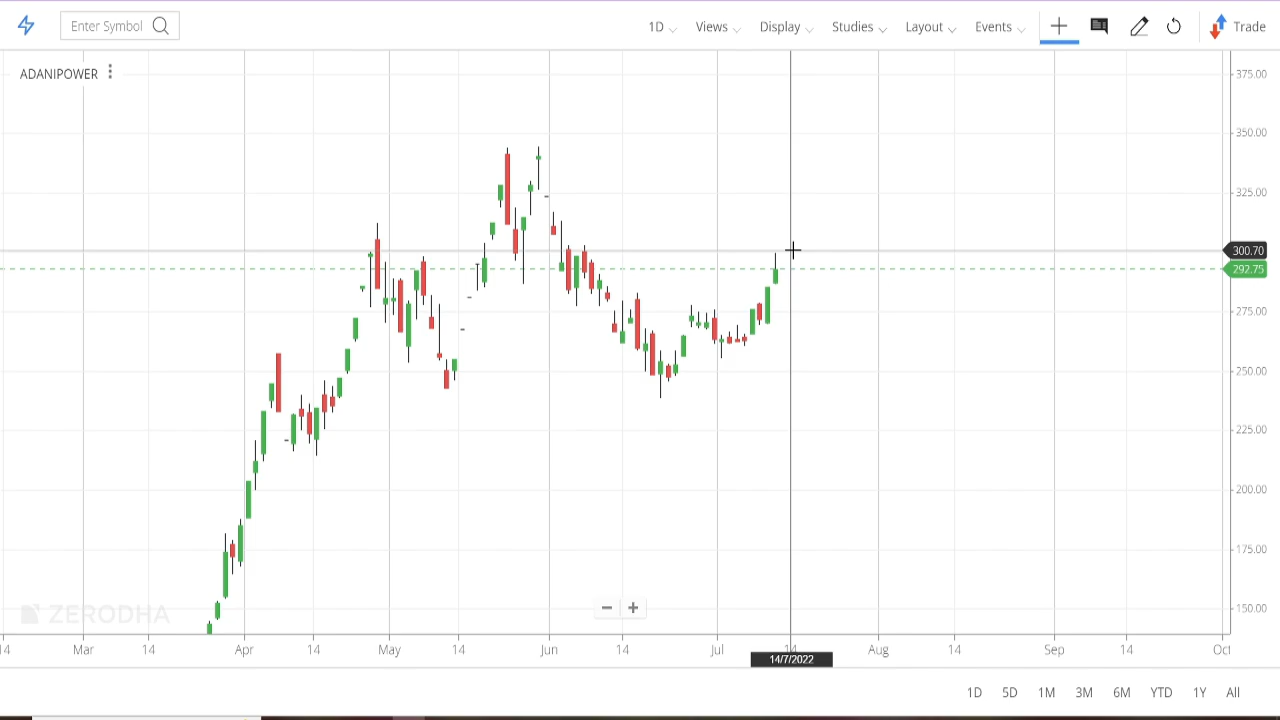 Enter Symbol 1D Views Display Studies Layout Events Trade
ADANIPOWER
375.00
350.00
325.00
300.70
292.75
275.00
250.00
225.00
200.00
175.00
150.00
ZERODHA
14 Mar 14 Apr 14 May 14 Jun 14 Jul 14 Aug 14 Sep 14 Oct
14/7/2022
1D 5D 1M 3M 6M YTD 1Y All